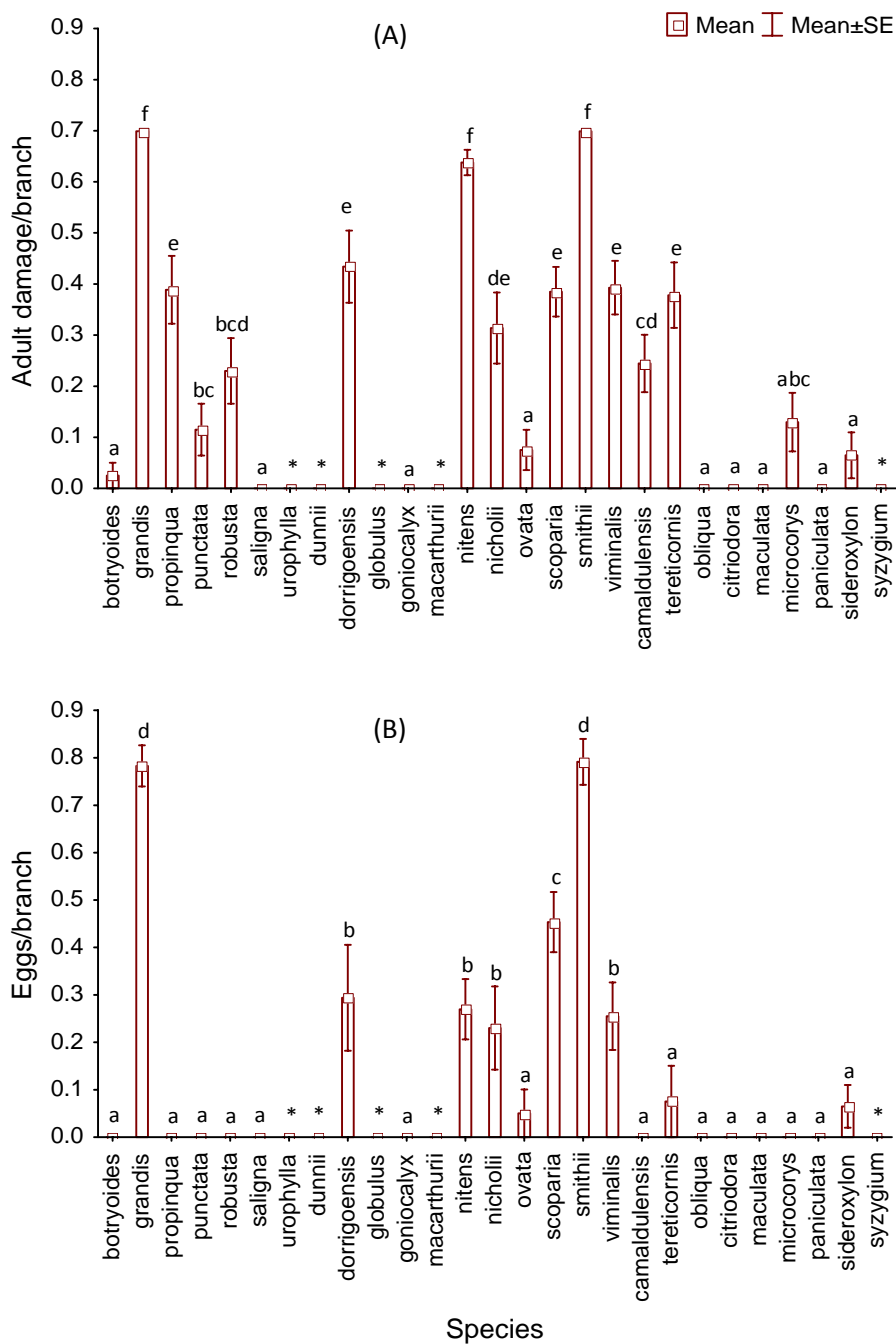 (A)
Mean Mean±SE
Adult damage/branch
0.9
0.8
0.7
0.6
0.5
0.4
0.3
0.2
0.1
0.0
a f e bc bcd a * * e * a * f de a e f e cd e a a a abc a a *
botryoides
grandis
propinqua
punctata
robusta
saligna
urophylla
dunnii
dorrigoensis
globulus
goniocalyx
macarthurii
nitens
nicholii
ovata
scoparia
smithii
viminalis
camaldulensis
tereticornis
obliqua
citriodora
maculata
microcorys
paniculata
sideroxylon
syzygium
(B)
Eggs/branch
0.9
0.8
0.7
0.6
0.5
0.4
0.3
0.2
0.1
0.0
a d a a a a * * b * a * b b a c d b a a a a a a a a *
botryoides
grandis
propinqua
punctata
robusta
saligna
urophylla
dunnii
dorrigoensis
globulus
goniocalyx
macarthurii
nitens
nicholii
ovata
scoparia
smithii
viminalis
camaldulensis
tereticornis
obliqua
citriodora
maculata
microcorys
paniculata
sideroxylon
syzygium
Species